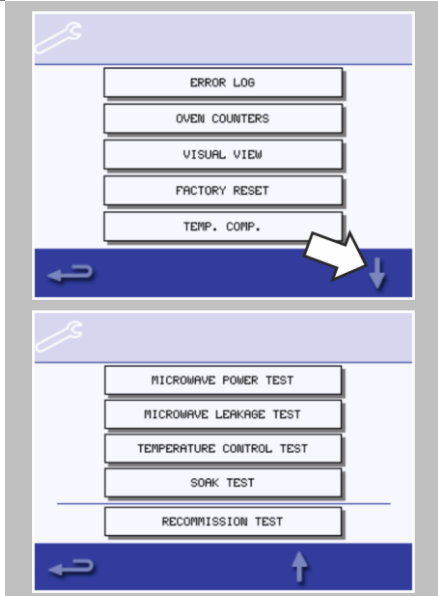 ERROR LOG
OVEN COUNTERS
VISUAL VIEW
FACTORY RESET
TEMP. COMP.
MICROWAVE POWER TEST
MICROWAVE LEAKAGE TEST
TEMPERATURE CONTROL TEST
SOAK TEST
RECOMMISSION TEST